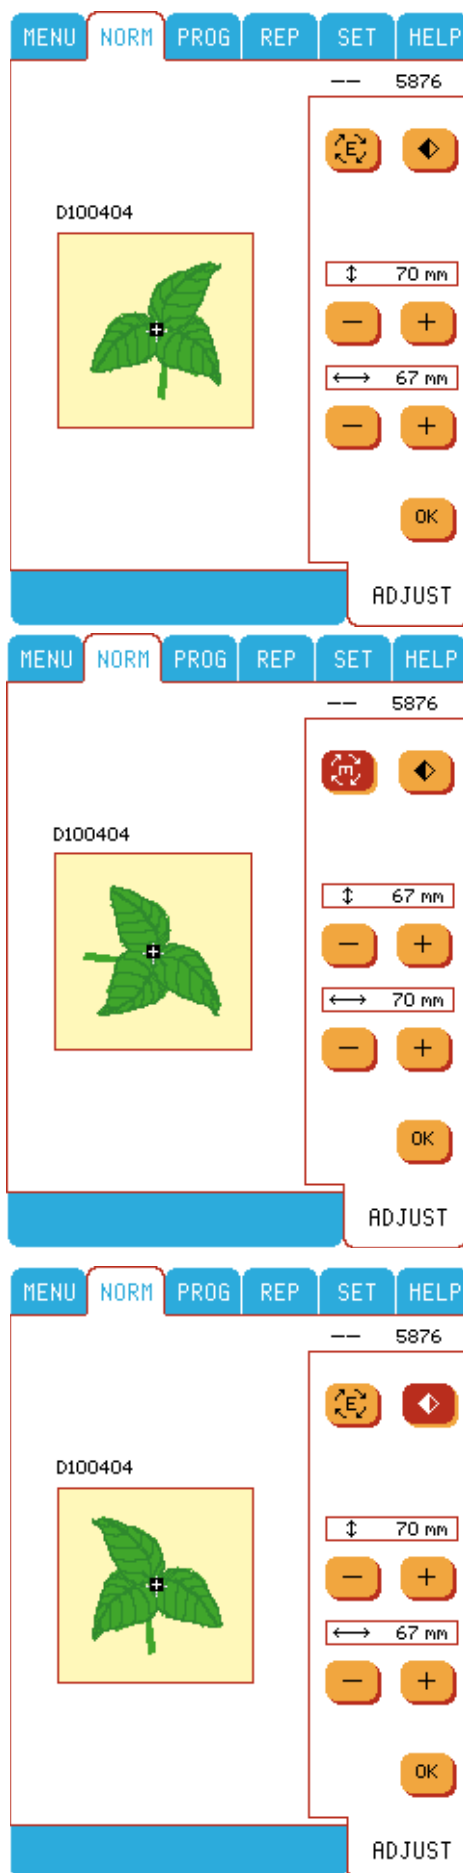 MENU NORM PROG REP SET HELP
-- 5876
E
D100404
70 mm
- +
67 mm
- +
OK
ADJUST
MENU NORM PROG REP SET HELP
-- 5876
E
D100404
67 mm
- +
70 mm
- +
OK
ADJUST
MENU NORM PROG REP SET HELP
-- 5876
E
D100404
70 mm
- +
67 mm
- +
OK
ADJUST